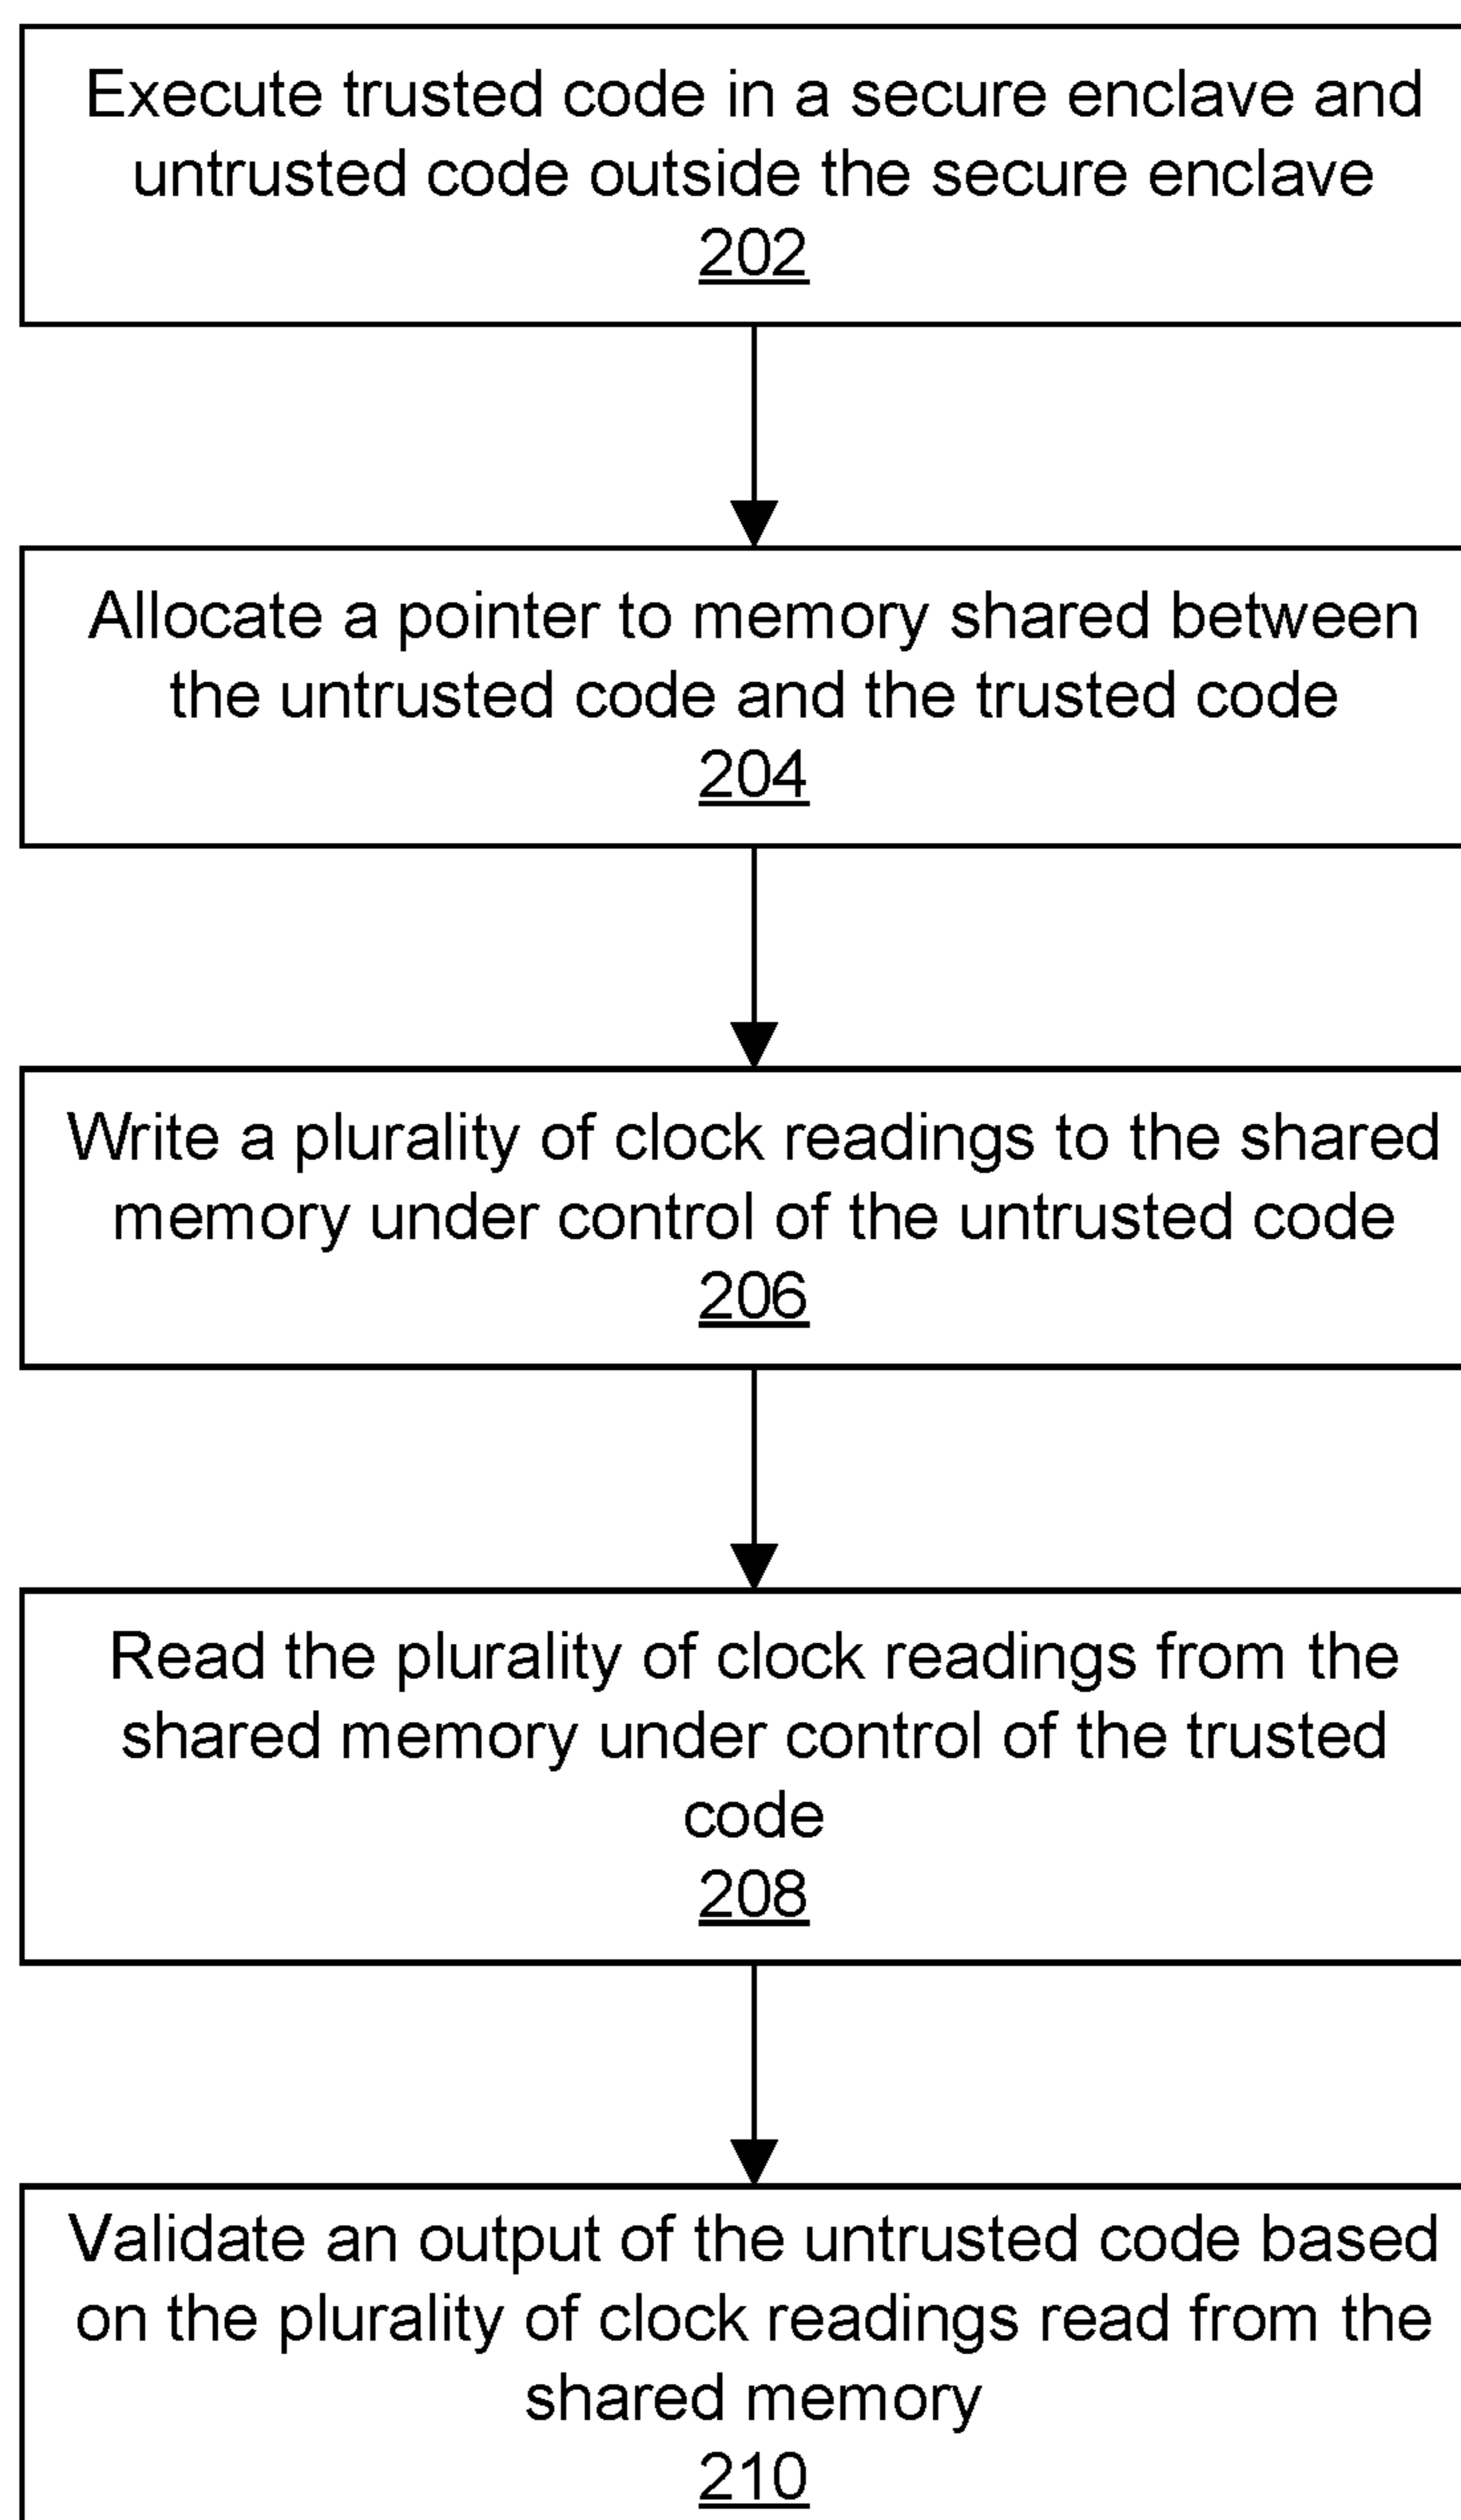 Execute trusted code in a secure enclave and
untrusted code outside the secure enclave
202
Allocate a pointer to memory shared between
the untrusted code and the trusted code
204
Write a plurality of clock readings to the shared
memory under control of the untrusted code
206
Read the plurality of clock readings from the
shared memory under control of the trusted
code
208
Validate an output of the untrusted code based
on the plurality of clock readings read from the
shared memory
210